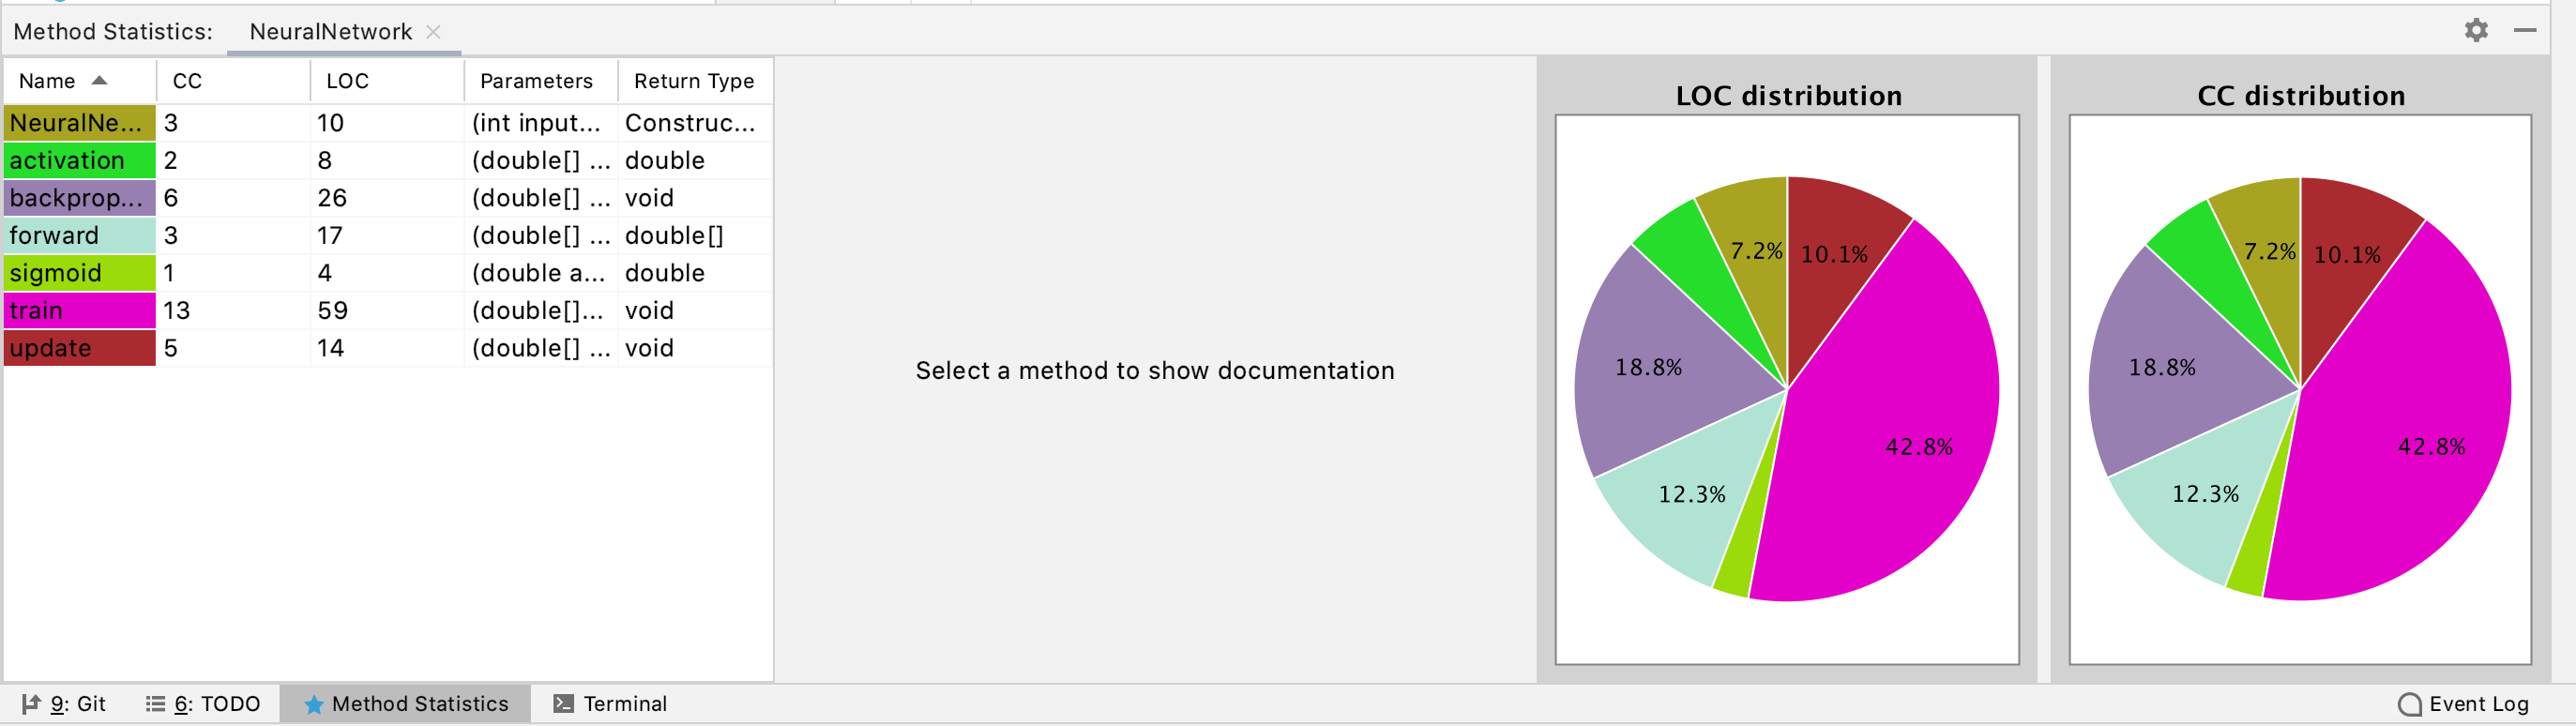 Method Statistics: NeuralNetwork
Name CC LOC Parameters Return Type
NeuralNe... 3 10 (int input... Construc...
activation 2 8 (double[] ... double
backprop... 6 26 (double[] ... void
forward 3 17 (double[] ... double[]
sigmoid 1 4 (double a... double
train 13 59 (double[]... void
update 5 14 (double[] ... void
Select a method to show documentation
LOC distribution
7.2% 10.1%
18.8%
42.8%
12.3%
CC distribution
7.2% 10.1%
18.8%
42.8%
12.3%
9: Git 6: TODO Method Statistics Terminal Event Log